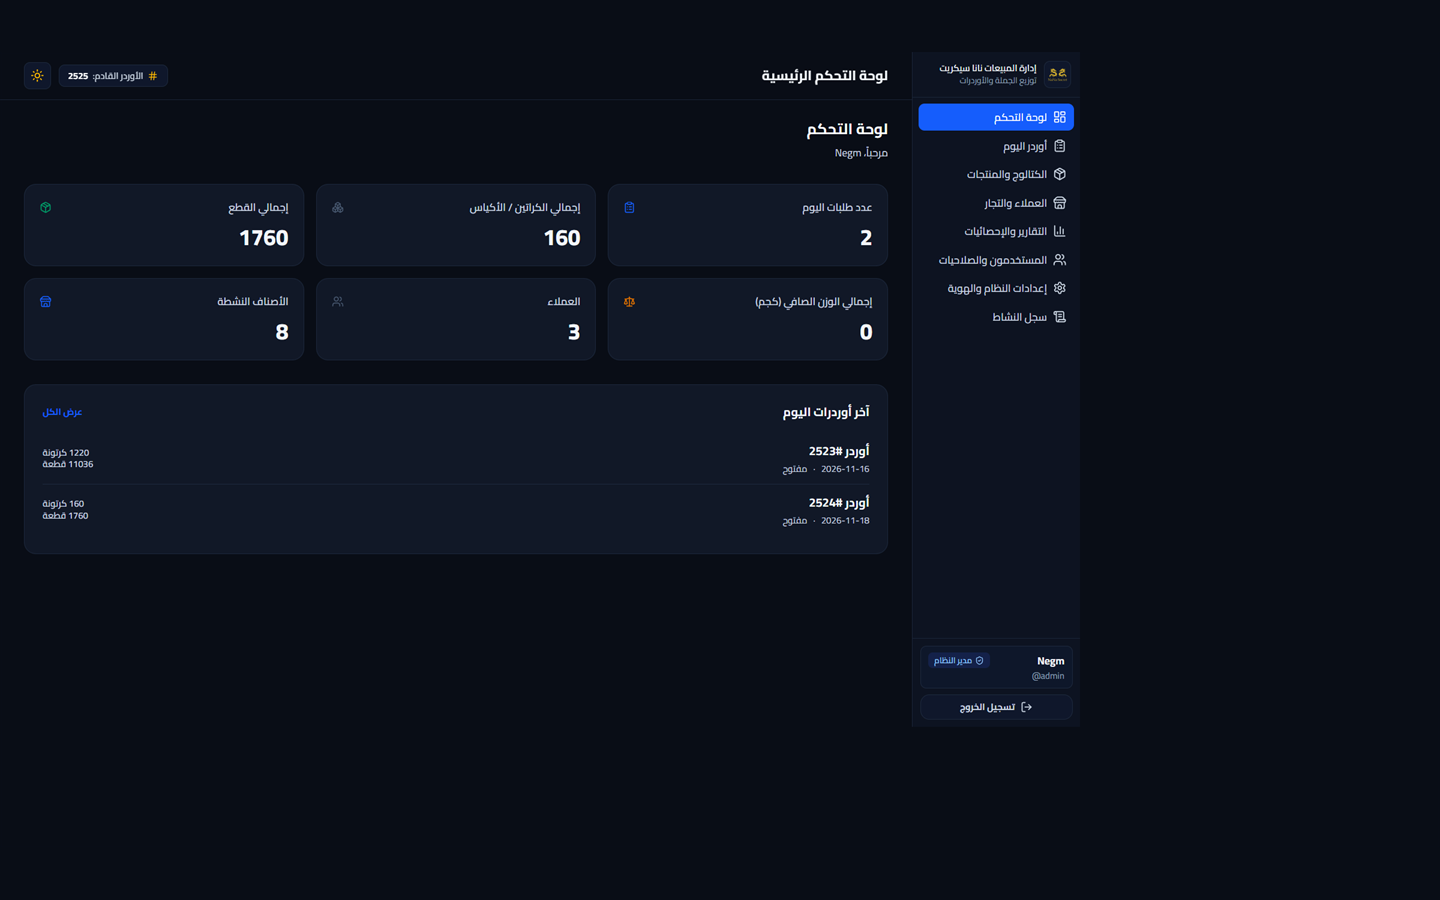 إدارة المبيعات نانا سيكريت
توزيع الجملة والأوردرات
لوحة التحكم
أوردر اليوم
الكتالوج والمنتجات
العملاء والتجار
التقارير والإحصائيات
المستخدمون والصلاحيات
إعدادات النظام والهوية
سجل النشاط
Negm
مدير النظام
@admin
تسجيل الخروج
لوحة التحكم الرئيسية
الأوردر القادم: 2525
لوحة التحكم
مرحباً، Negm
عدد طلبات اليوم
2
إجمالي الكراتين / الأكياس
160
إجمالي القطع
1760
إجمالي الوزن الصافي (كجم)
0
العملاء
3
الأصناف النشطة
8
آخر أوردرات اليوم
عرض الكل
أوردر #2523
2026-11-16 · مفتوح
1220 كرتونة
11036 قطعة
أوردر #2524
2026-11-18 · مفتوح
160 كرتونة
1760 قطعة